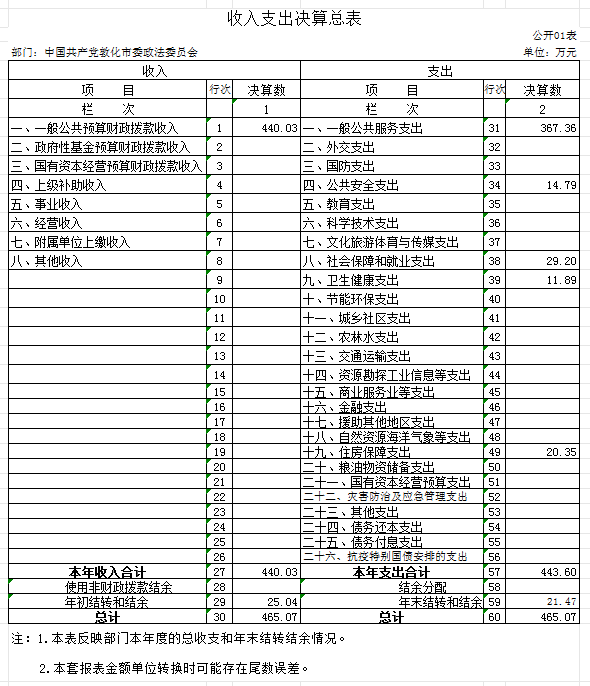 收入支出决算总表
公开01表
部门：中国共产党敦化市委政法委员会 单位：万元
收入 支出
项 目 行次 决算数 项 目 行次 决算数
栏 次 1 栏 次 2
一、一般公共预算财政拨款收入 1 440.03 一、一般公共服务支出 31 367.36
二、政府性基金预算财政拨款收入 2 二、外交支出 32
三、国有资本经营预算财政拨款收入 3 三、国防支出 33
四、上级补助收入 4 四、公共安全支出 34 14.79
五、事业收入 5 五、教育支出 35
六、经营收入 6 六、科学技术支出 36
七、附属单位上缴收入 7 七、文化旅游体育与传媒支出 37
八、其他收入 8 八、社会保障和就业支出 38 29.20
9 九、卫生健康支出 39 11.89
10 十、节能环保支出 40
11 十一、城乡社区支出 41
12 十二、农林水支出 42
13 十三、交通运输支出 43
14 十四、资源勘探工业信息等支出 44
15 十五、商业服务业等支出 45
16 十六、金融支出 46
17 十七、援助其他地区支出 47
18 十八、自然资源海洋气象等支出 48
19 十九、住房保障支出 49 20.35
20 二十、粮油物资储备支出 50
21 二十一、国有资本经营预算支出 51
22 二十二、灾害防治及应急管理支出 52
23 二十三、其他支出 53
24 二十四、债务还本支出 54
25 二十五、债务付息支出 55
26 二十六、抗疫特别国债安排的支出 56
本年收入合计 27 440.03 本年支出合计 57 443.60
使用非财政拨款结余 28 结余分配 58
年初结转和结余 29 25.04 年末结转和结余 59 21.47
总计 30 465.07 总计 60 465.07
注：1.本表反映部门本年度的总收支和年末结转结余情况。
2.本套报表金额单位转换时可能存在尾数误差。